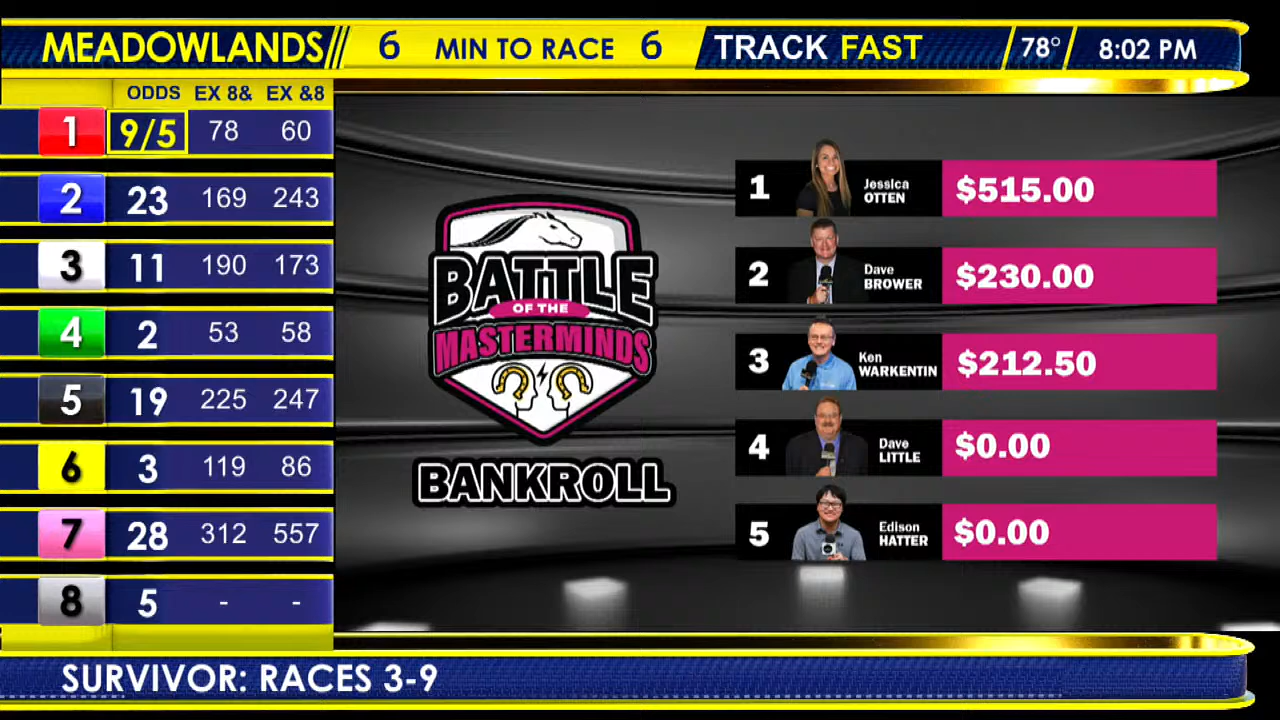 MEADOWLANDS 6 MIN TO RACE 6 TRACK FAST 78° 8:02 PM
ODDS EX 8& EX &8
1 9/5 78 60
2 23 169 243
3 11 190 173
4 2 53 58
5 19 225 247
6 3 119 86
7 28 312 557
8 5 - -
BATTLE
OF THE
MASTERMINDS
BANKROLL
1 Jessica OTTEN $515.00
2 Dave BROWER $230.00
3 Ken WARKENTIN $212.50
4 Dave LITTLE $0.00
5 Edison HATTER $0.00
SURVIVOR: RACES 3-9